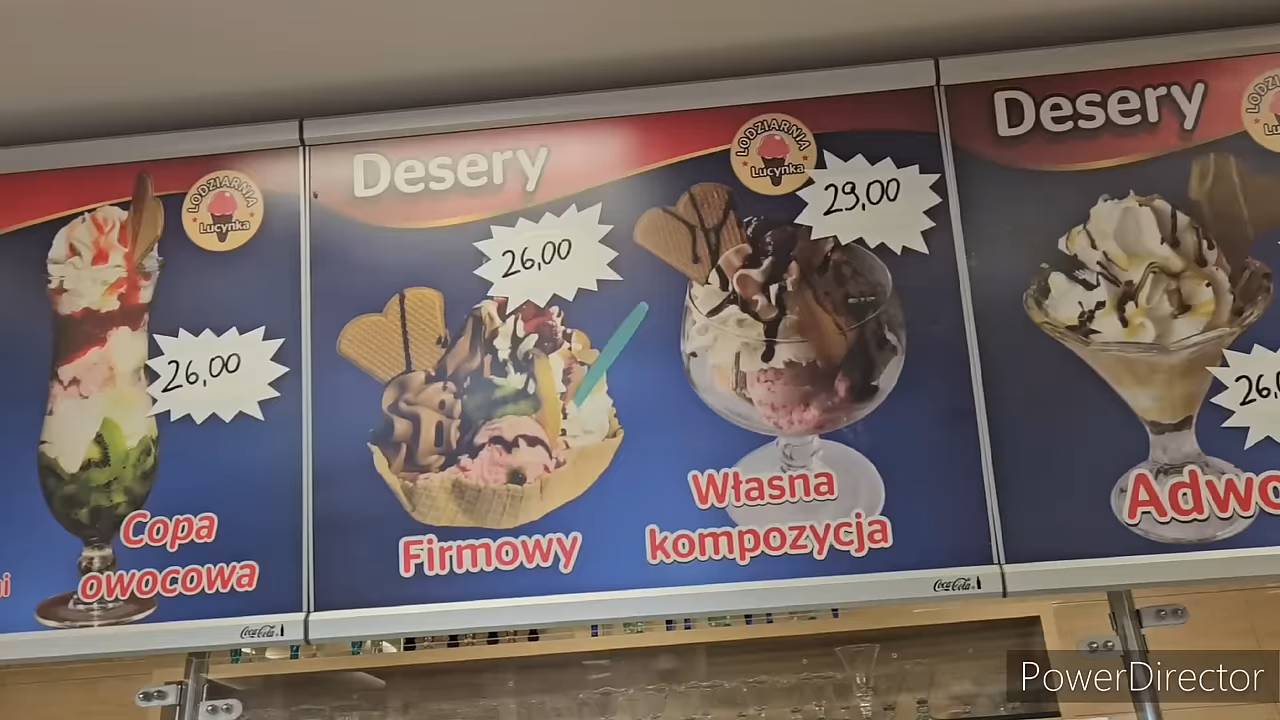 LODZIARNIA
Lucynka
26,00
Copa
owocowa
Coca-Cola
Desery
LODZIARNIA
Lucynka
26,00
29,00
Firmowy
Własna
kompozycja
Coca-Cola
Desery
PowerDirector